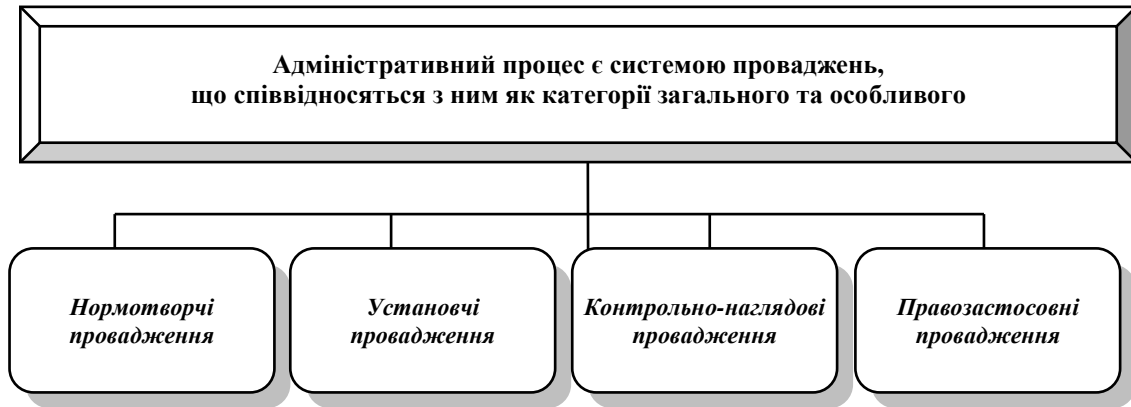 Адміністративний процес є системою проваджень,
що співвідносяться з ним як категорії загального та особливого
Нормотворчі
провадження
Установчі
провадження
Контрольно-наглядові
провадження
Правозастосовні
провадження